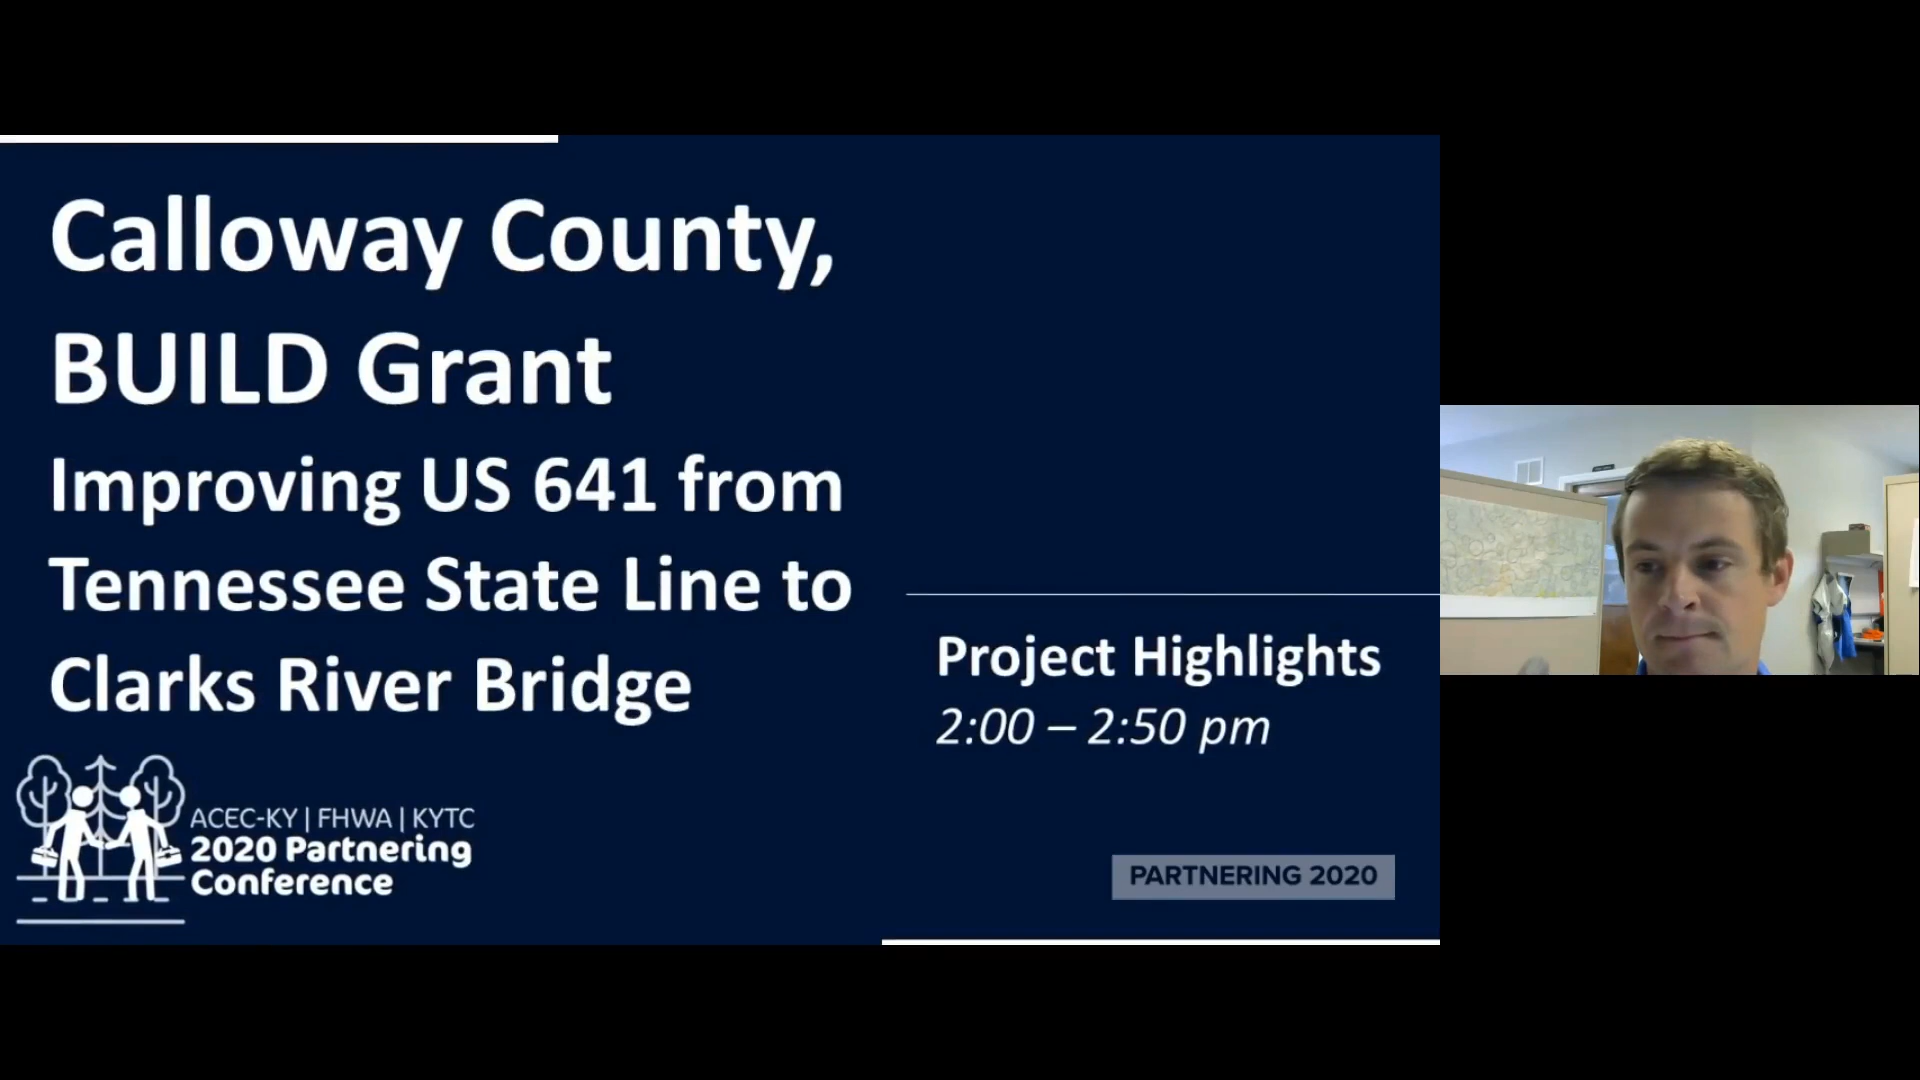 Calloway County,
BUILD Grant
Improving US 641 from
Tennessee State Line to
Clarks River Bridge
Project Highlights
2:00 – 2:50 pm
ACEC-KY | FHWA | KYTC
2020 Partnering
Conference
PARTNERING 2020